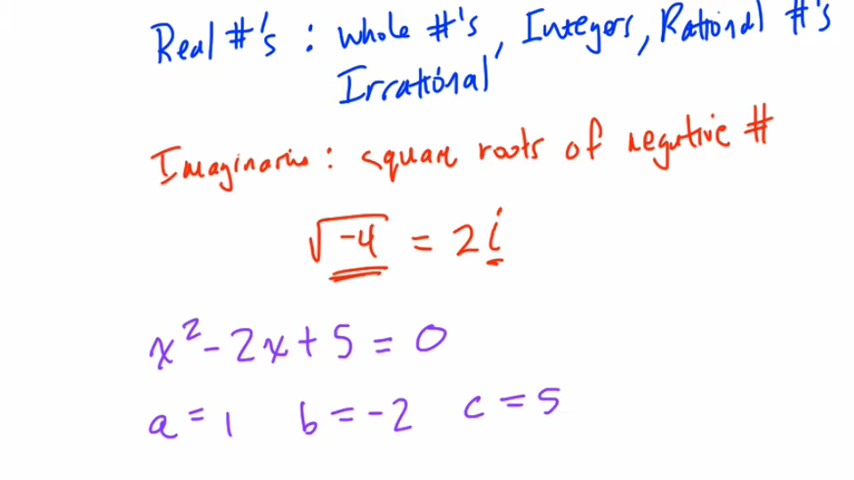 Real #'s : whole #'s, Integers, Rational #'s
Irrational
Imaginaries : square roots of negative #
√-4 = 2i
x² - 2x + 5 = 0
a = 1 b = -2 c = 5